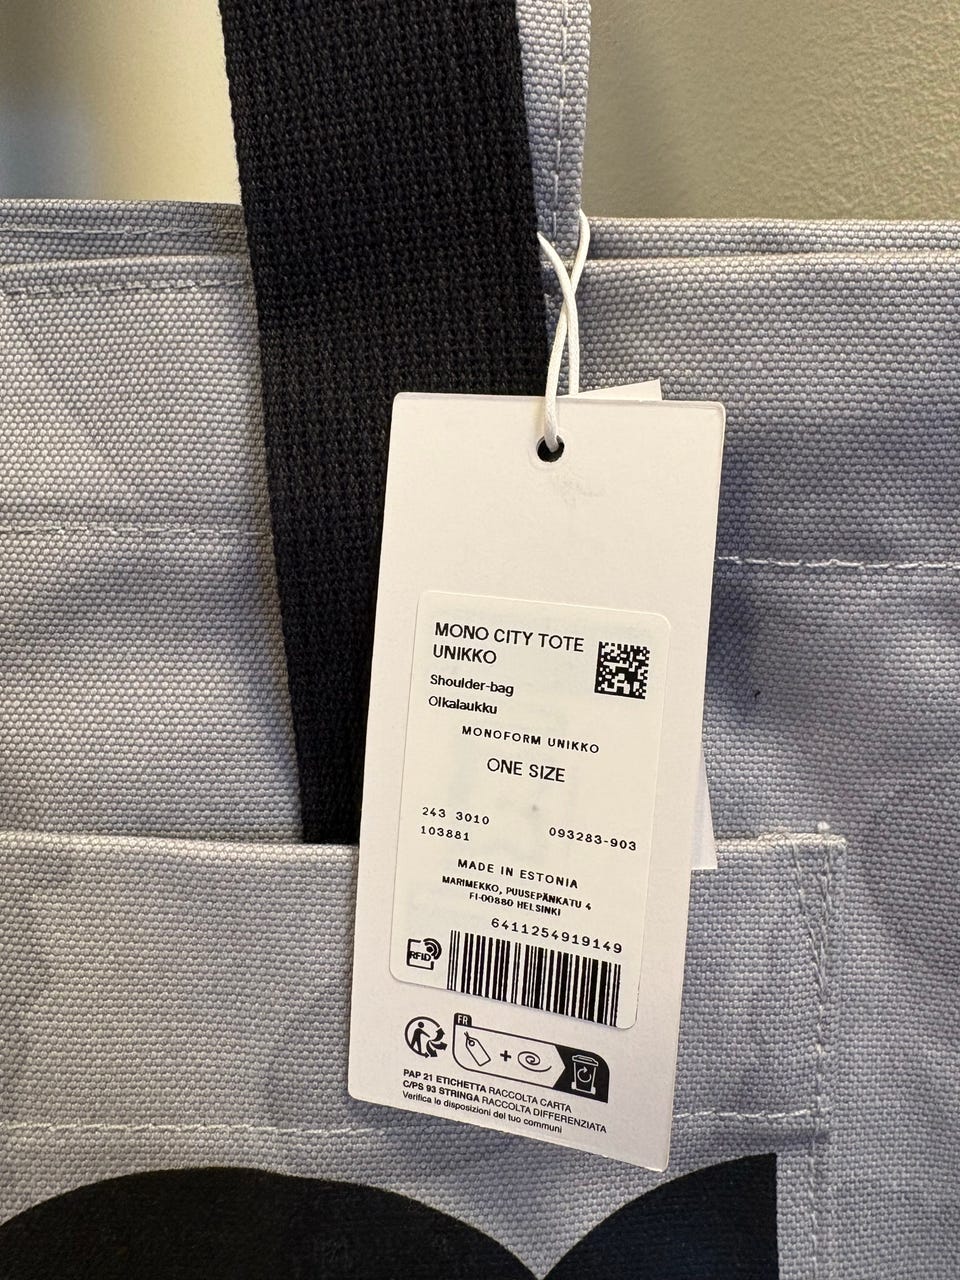 MONO CITY TOTE
UNIKKO
Shoulder-bag
Olkalaukku
MONOFORM UNIKKO
ONE SIZE
243 3010
103881 093283-903
MADE IN ESTONIA
MARIMEKKO, PUUSEPÄNKATU 4
FI-00880 HELSINKI
6411254919149
RFID
FR
PAP 21 ETICHETTA RACCOLTA CARTA
C/PS 93 STRINGA RACCOLTA DIFFERENZIATA
Verifica le disposizioni del tuo comuni